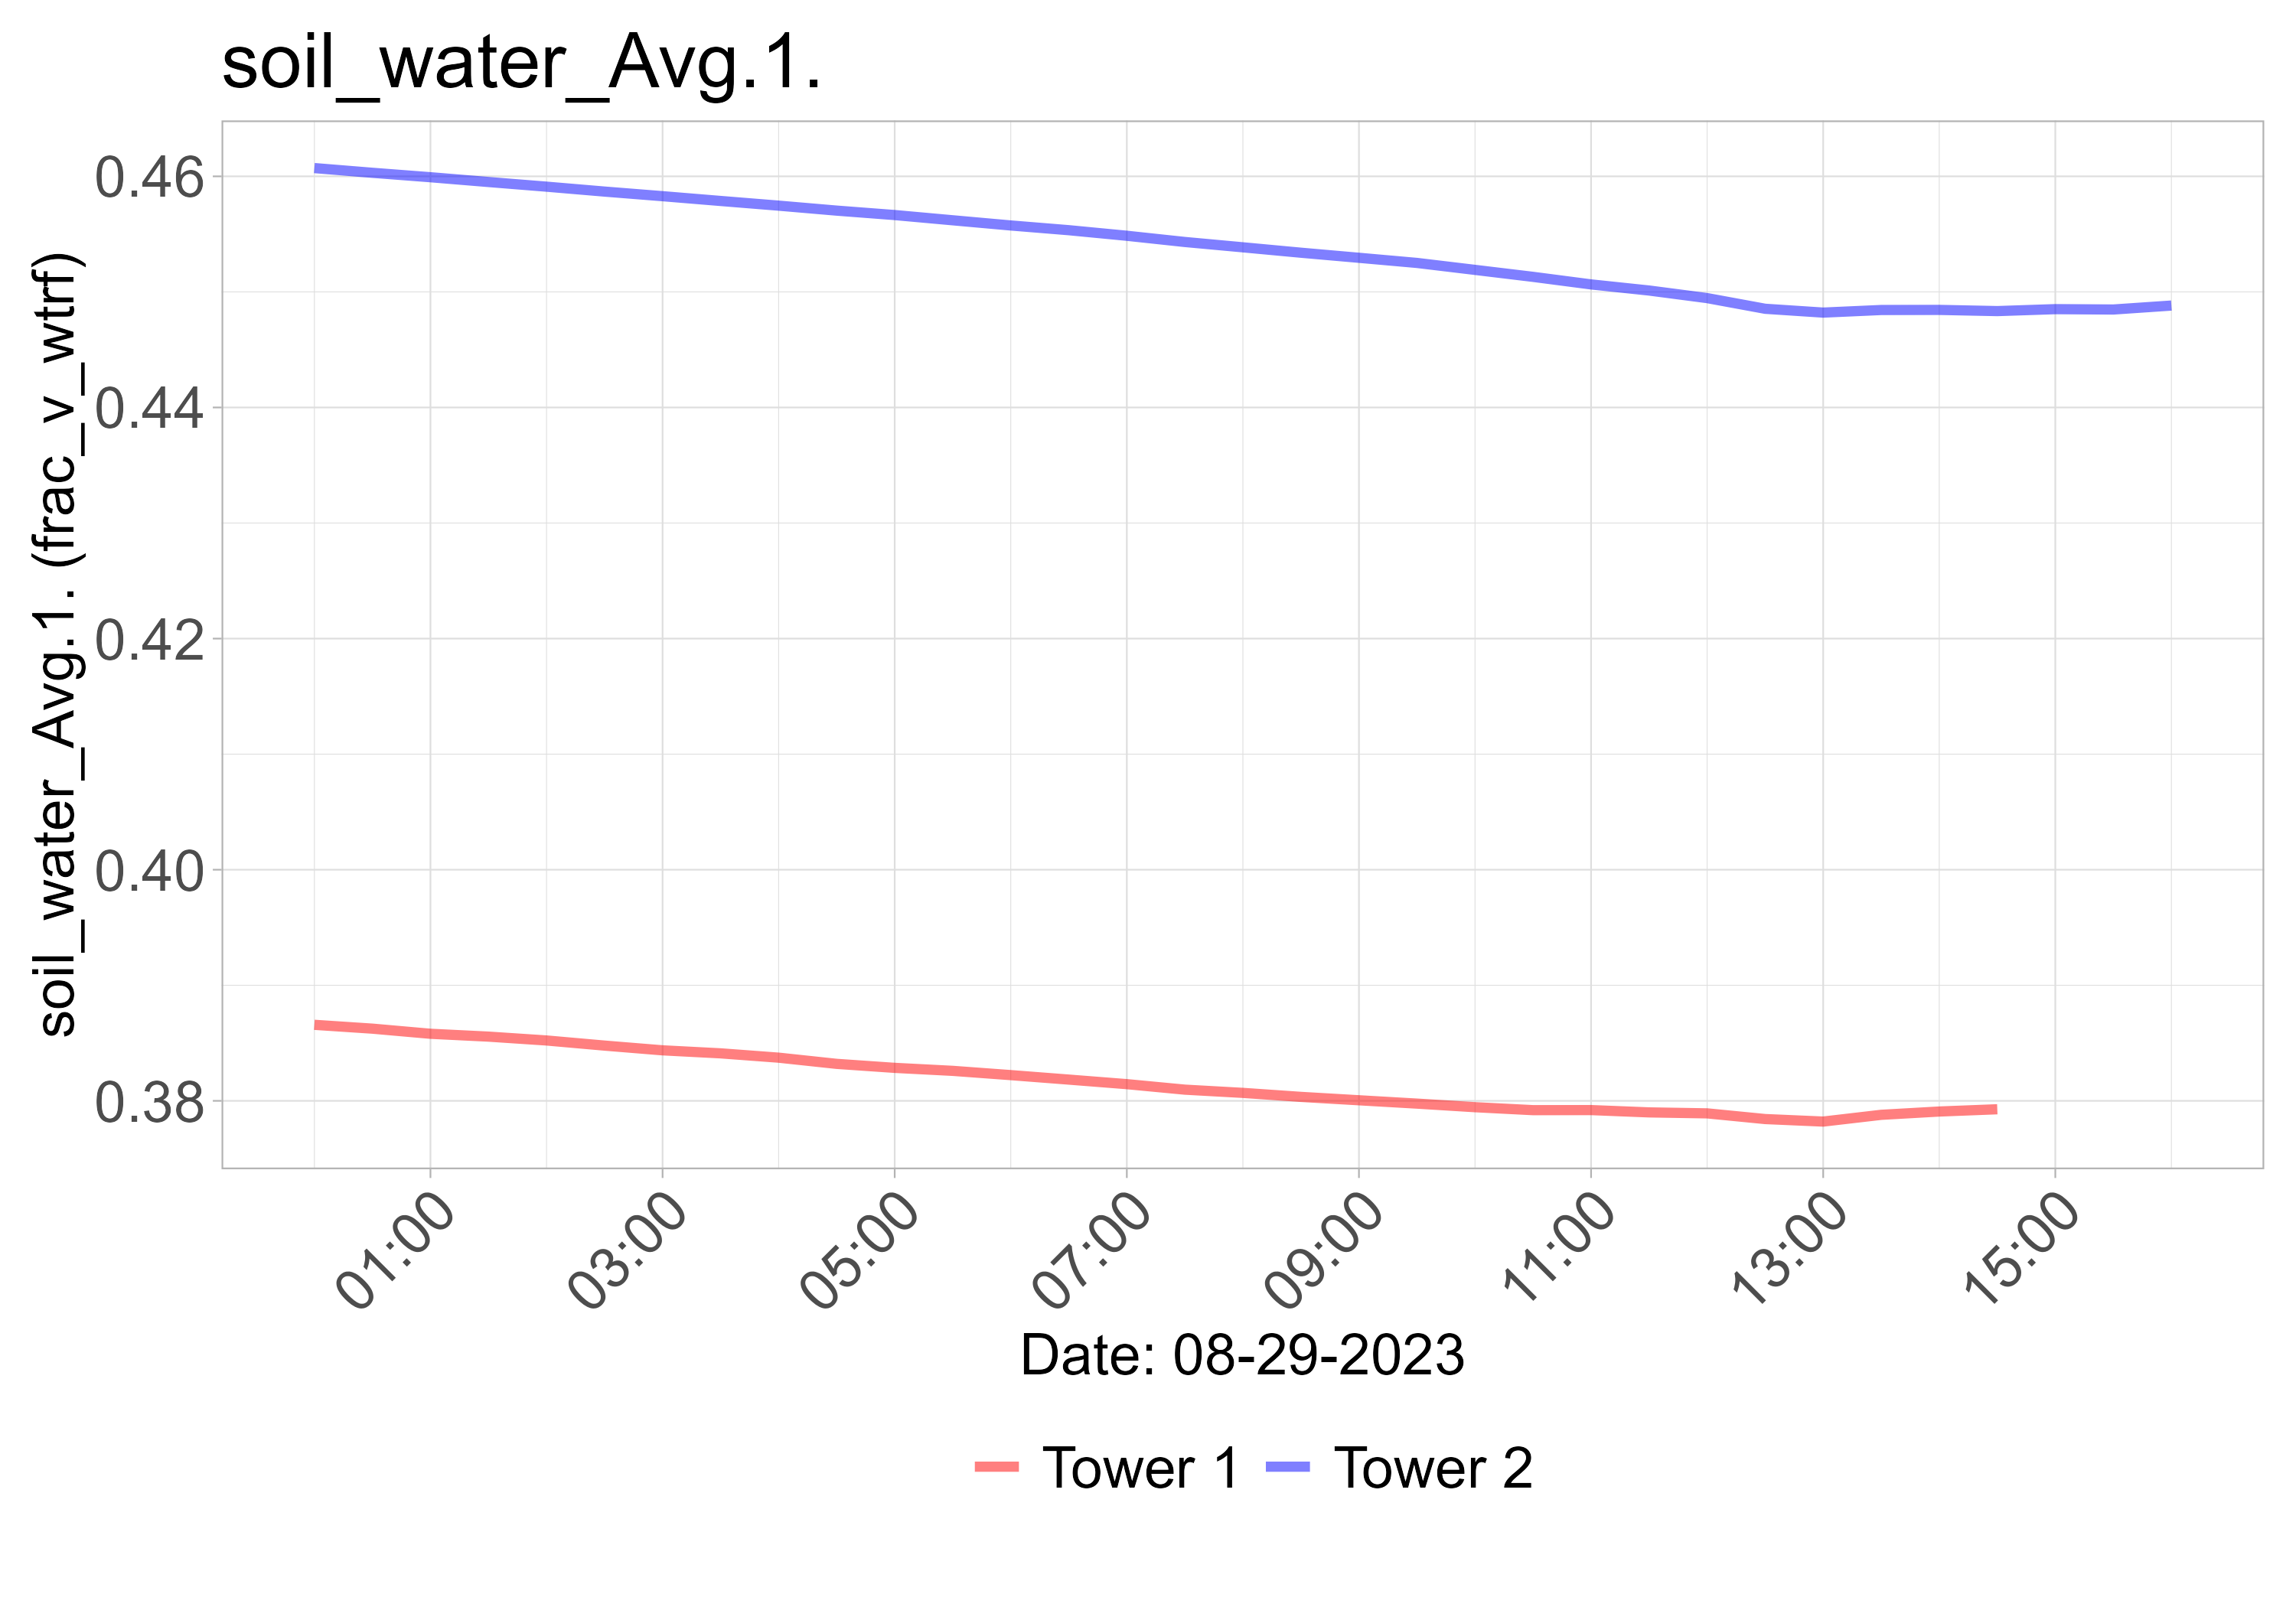 soil_water_Avg.1.
soil_water_Avg.1. (frac_v_wtrf)
0.46
0.44
0.42
0.40
0.38
01:00
03:00
05:00
07:00
09:00
11:00
13:00
15:00
Date: 08-29-2023
Tower 1
Tower 2